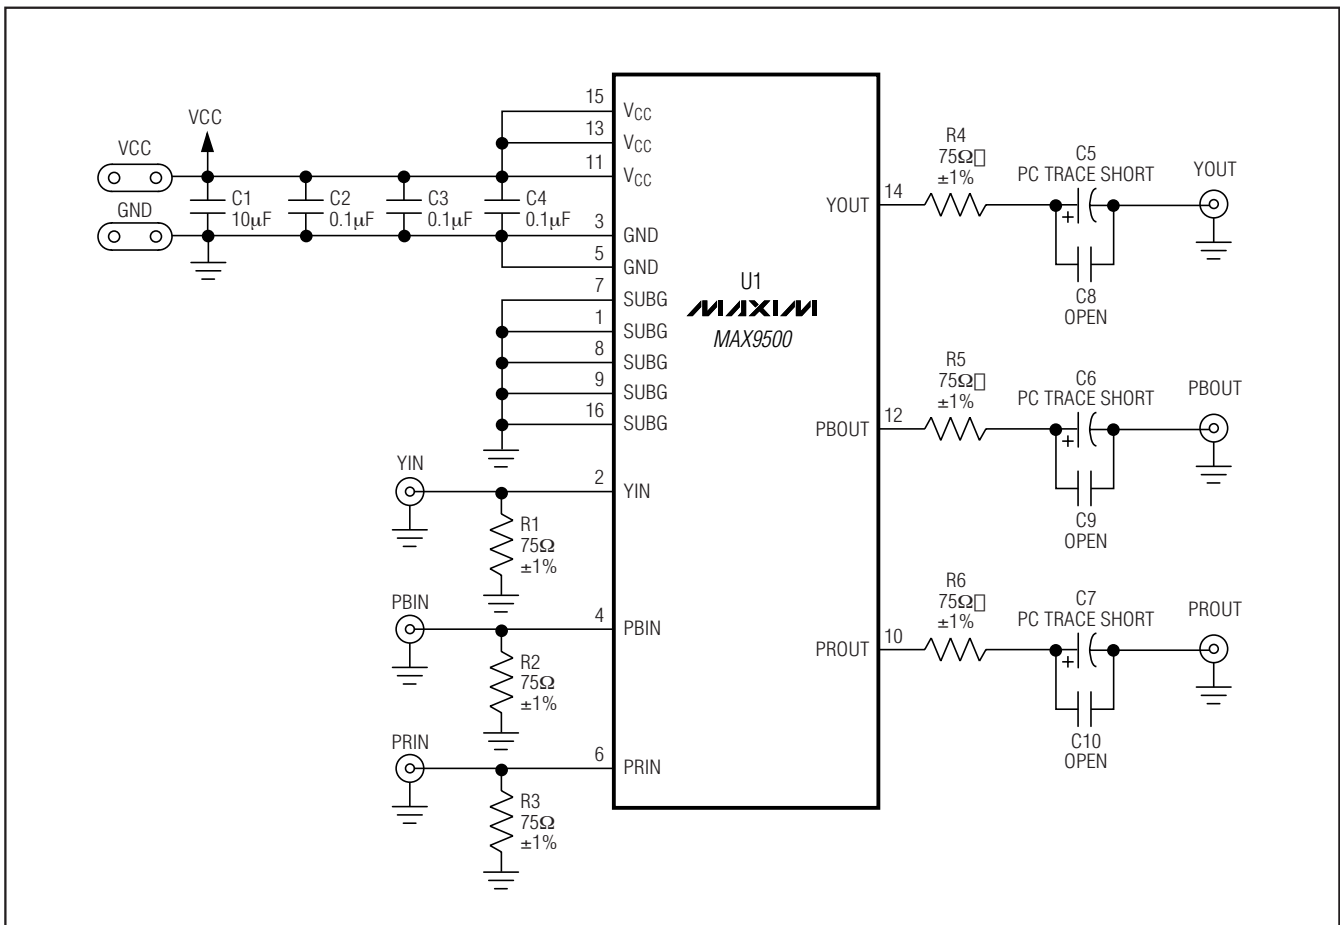 VCC
VCC
GND
C1
10µF
C2
0.1µF
C3
0.1µF
C4
0.1µF
15
VCC
13
VCC
11
VCC
3
GND
5
GND
7
SUBG
1
SUBG
8
SUBG
9
SUBG
16
SUBG
YIN
2
YIN
R1
75Ω
±1%
PBIN
4
PBIN
R2
75Ω
±1%
PRIN
6
PRIN
R3
75Ω
±1%
U1
MAXIM
MAX9500
YOUT
14
R4
75Ω□
±1%
C5
PC TRACE SHORT
+
C8
OPEN
YOUT
PBOUT
12
R5
75Ω□
±1%
C6
PC TRACE SHORT
+
C9
OPEN
PBOUT
PROUT
10
R6
75Ω□
±1%
C7
PC TRACE SHORT
+
C10
OPEN
PROUT